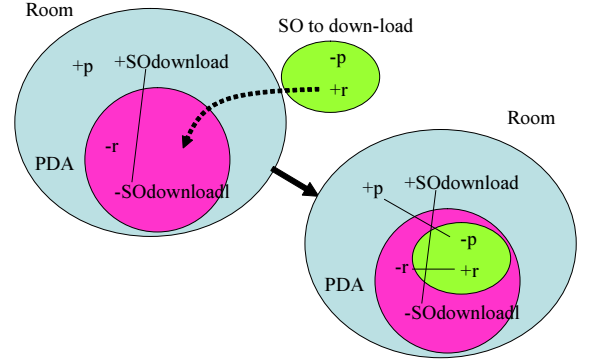 Room
SO to down-load
+p
+SOdownload
-p
+r
-r
PDA
-SOdownloadl
Room
+p
+SOdownload
-p
-r
+r
PDA
-SOdownloadl